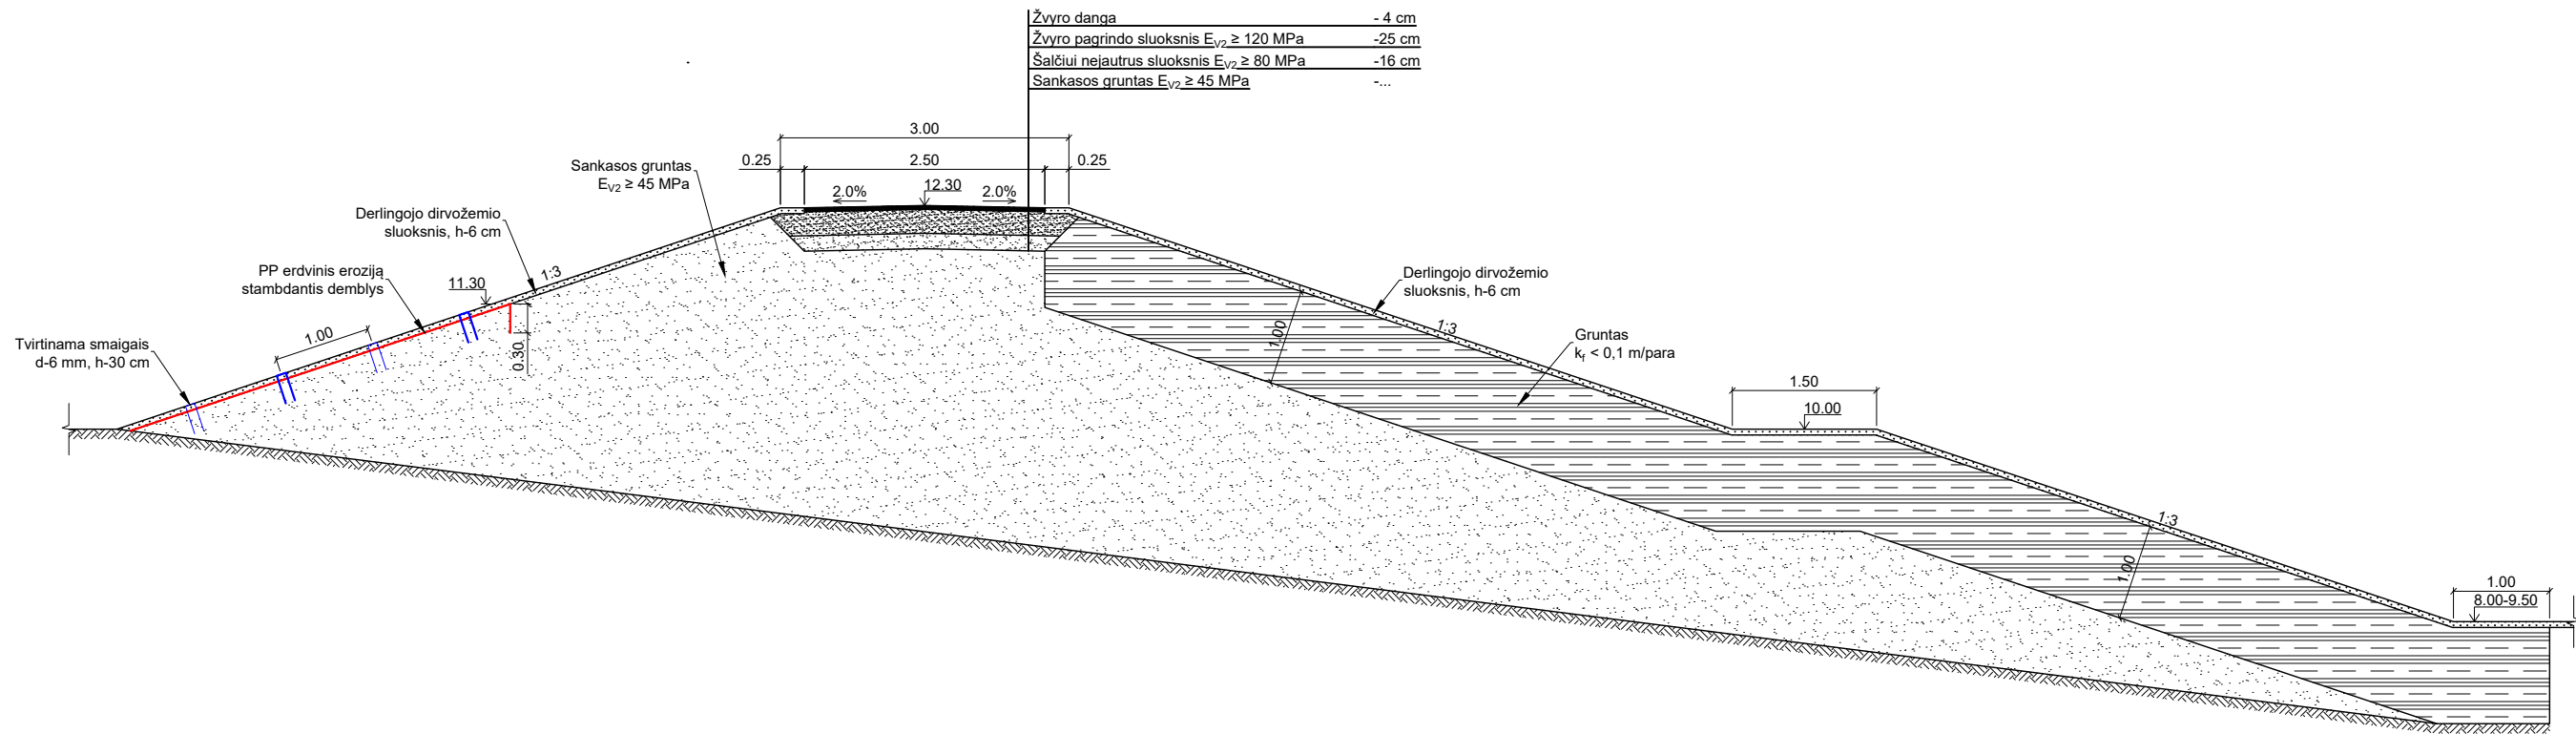 Žvyro danga - 4 cm
Žvyro pagrindo sluoksnis EV2 ≥ 120 MPa -25 cm
Šalčiui nejautrus sluoksnis EV2 ≥ 80 MPa -16 cm
Sankasos gruntas EV2 ≥ 45 MPa -...
3.00
0.25 2.50 0.25
Sankasos gruntas
EV2 ≥ 45 MPa
2.0% 12.30 2.0%
Derlingojo dirvožemio
sluoksnis, h-6 cm
PP erdvinis eroziją
stambdantis demblys
1:3
11.30
Derlingojo dirvožemio
sluoksnis, h-6 cm
1:3
1.00
1.00
0.30
Tvirtinama smaigais
d-6 mm, h-30 cm
Gruntas
kf < 0,1 m/para
1.50
10.00
1:3
1.00
1.00
8.00-9.50